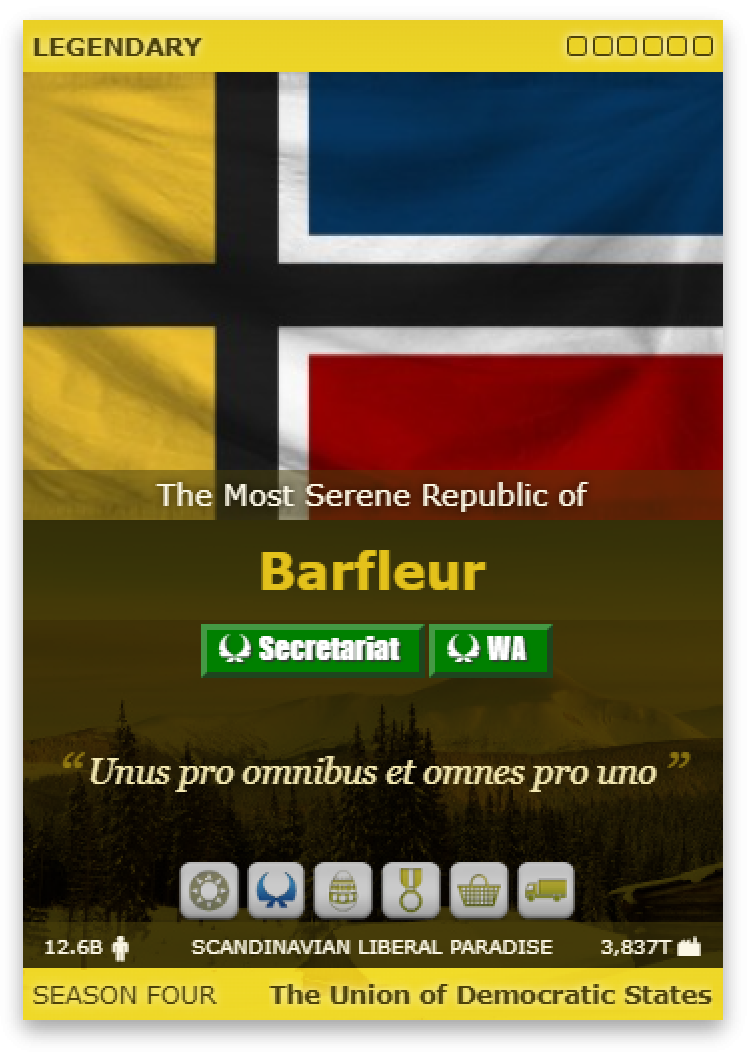 LEGENDARY
The Most Serene Republic of
Barfleur
Secretariat WA
“Unus pro omnibus et omnes pro uno”
12.6B SCANDINAVIAN LIBERAL PARADISE 3,837T
SEASON FOUR The Union of Democratic States